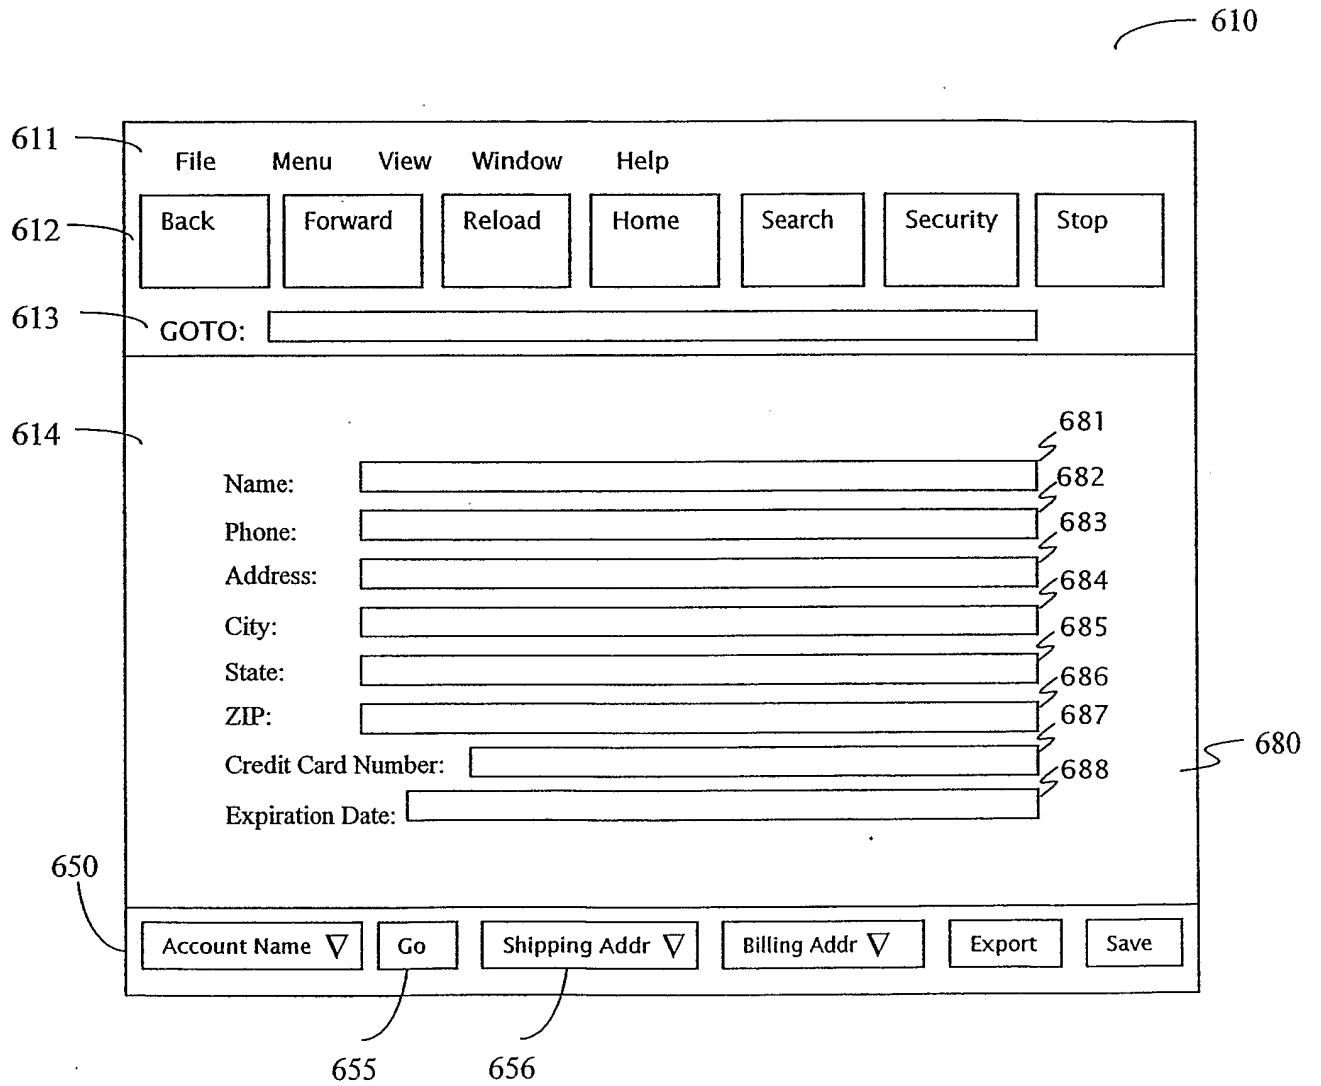 610
611
File Menu View Window Help
612
Back Forward Reload Home Search Security Stop
613
GOTO:
614
681
Name:
682
Phone:
683
Address:
684
City:
685
State:
686
ZIP:
687
Credit Card Number:
680
688
Expiration Date:
650
Account Name ▽ Go Shipping Addr ▽ Billing Addr ▽ Export Save
655 656